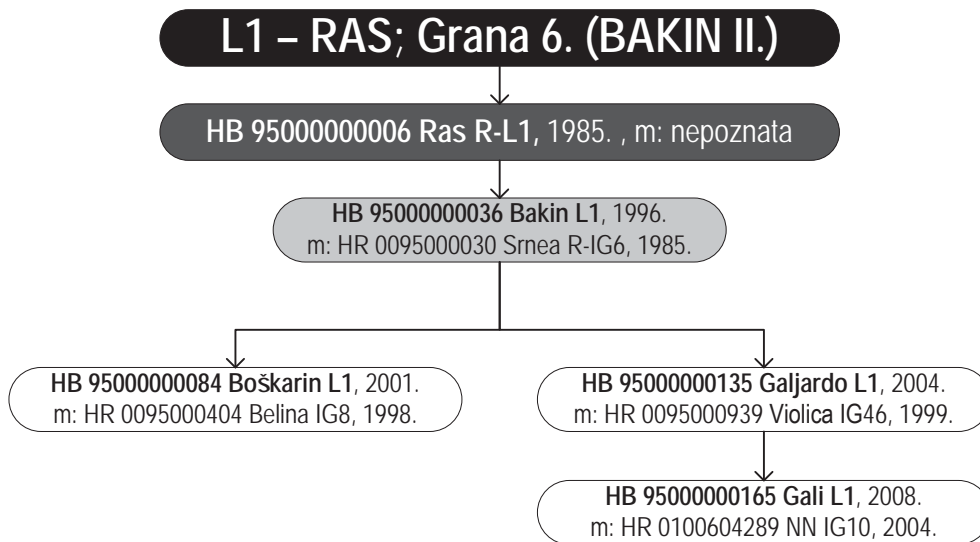 L1 – RAS; Grana 6. (BAKIN II.)
HB 95000000006 Ras R-L1, 1985. , m: nepoznata
HB 95000000036 Bakin L1, 1996.
m: HR 0095000030 Srnea R-IG6, 1985.
HB 95000000084 Boškarin L1, 2001.
m: HR 0095000404 Belina IG8, 1998.
HB 95000000135 Galjardo L1, 2004.
m: HR 0095000939 Violica IG46, 1999.
HB 95000000165 Gali L1, 2008.
m: HR 0100604289 NN IG10, 2004.